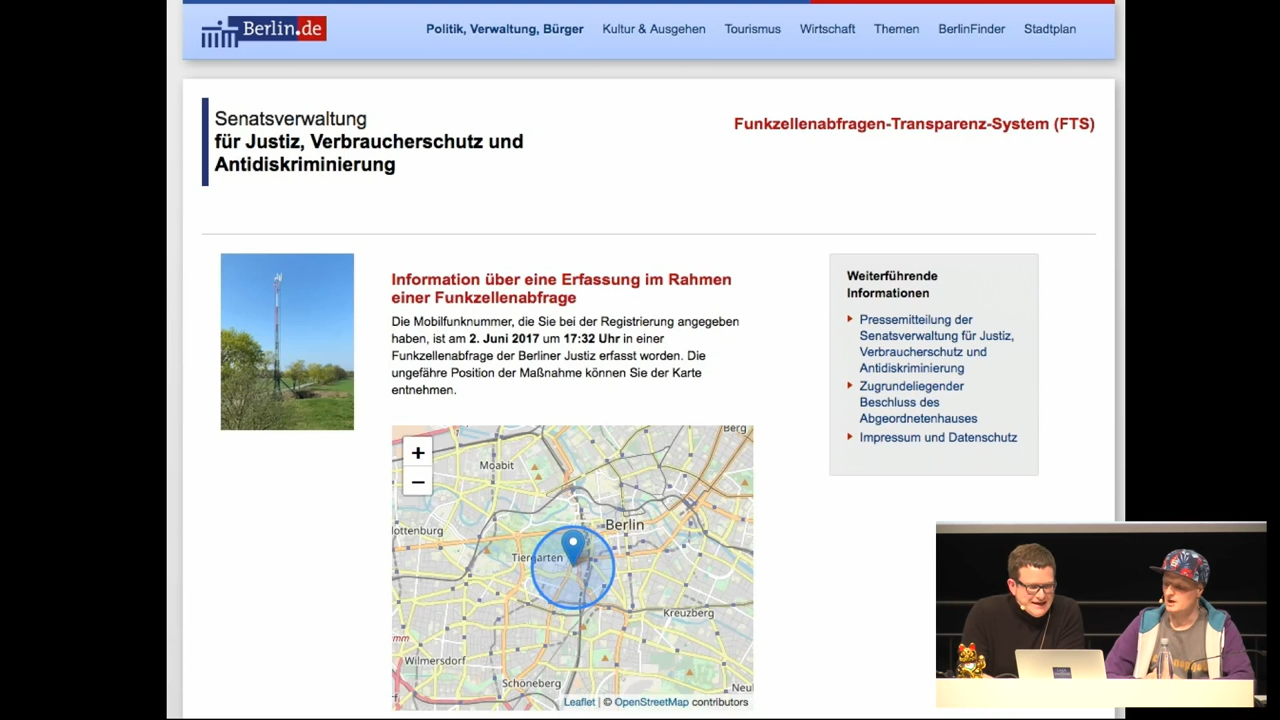 Berlin.de
Politik, Verwaltung, Bürger Kultur & Ausgehen Tourismus Wirtschaft Themen BerlinFinder Stadtplan
Senatsverwaltung
für Justiz, Verbraucherschutz und
Antidiskriminierung
Funkzellenabfragen-Transparenz-System (FTS)
Information über eine Erfassung im Rahmen
einer Funkzellenabfrage
Die Mobilfunknummer, die Sie bei der Registrierung angegeben
haben, ist am 2. Juni 2017 um 17:32 Uhr in einer
Funkzellenabfrage der Berliner Justiz erfasst worden. Die
ungefähre Position der Maßnahme können Sie der Karte
entnehmen.
Weiterführende
Informationen
Pressemitteilung der
Senatsverwaltung für Justiz,
Verbraucherschutz und
Antidiskriminierung
Zugrundeliegender
Beschluss des
Abgeordnetenhauses
Impressum und Datenschutz
+
−
Berg
Moabit
Berlin
lottenburg
Tiergarten
Kreuzberg
mm
Wilmersdorf
Schöneberg
Neu
Leaflet | © OpenStreetMap contributors